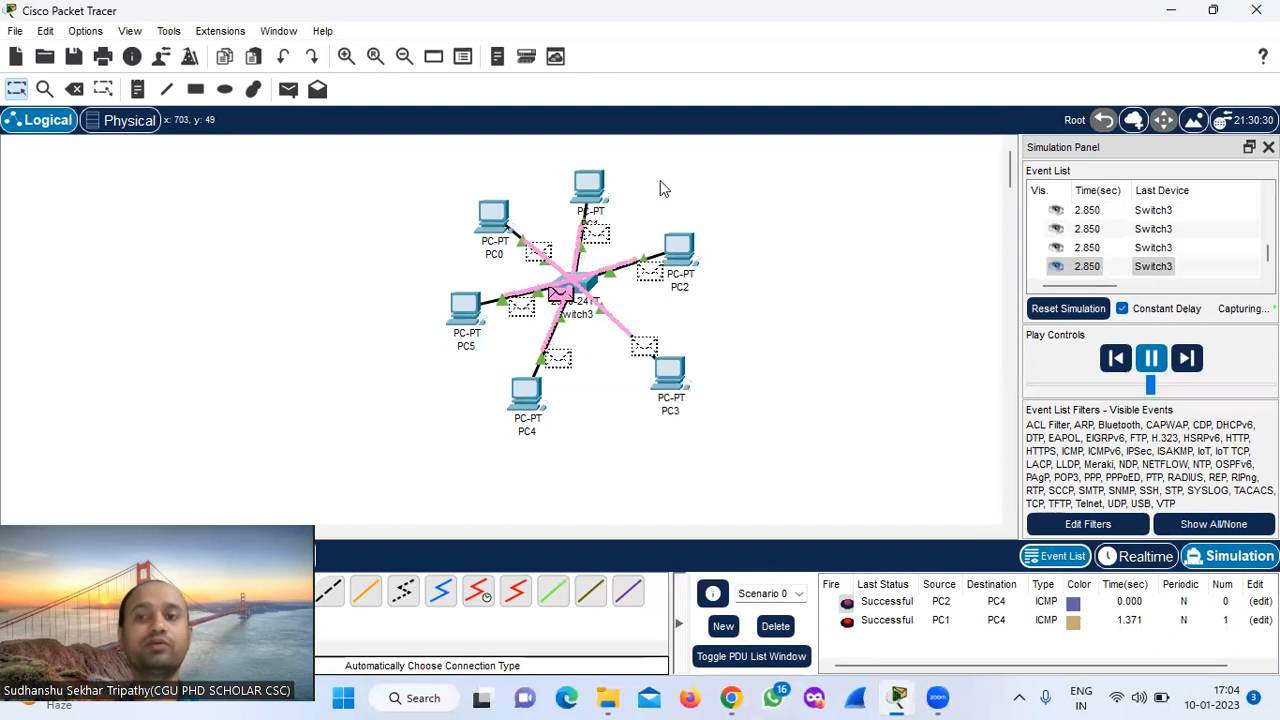 Cisco Packet Tracer
File Edit Options View Tools Extensions Window Help
Logical Physical x: 703, y: 49 Root 21:30:30
PC-PT
PC-PT
PC0
PC-PT
PC2
PC-PT
PC5
Switch3
PC-PT
PC3
PC-PT
PC4
Simulation Panel
Event List
Vis. Time(sec) Last Device
2.850 Switch3
2.850 Switch3
2.850 Switch3
2.850 Switch3
Reset Simulation Constant Delay Capturing...
Play Controls
Event List Filters - Visible Events
ACL Filter, ARP, Bluetooth, CAPWAP, CDP, DHCPv6,
DTP, EAPOL, EIGRPv6, FTP, H.323, HSRPv6, HTTP,
HTTPS, ICMP, ICMPv6, IPSec, ISAKMP, IoT, IoT TCP,
LACP, LLDP, Meraki, NDP, NETFLOW, NTP, OSPFv6,
PAgP, POP3, PPP, PPPoED, PTP, RADIUS, REP, RIPng,
RTP, SCCP, SMTP, SNMP, SSH, STP, SYSLOG, TACACS,
TCP, TFTP, Telnet, UDP, USB, VTP
Edit Filters Show All/None
Event List Realtime Simulation
Scenario 0
New Delete
Toggle PDU List Window
Fire Last Status Source Destination Type Color Time(sec) Periodic Num Edit
Successful PC2 PC4 ICMP 0.000 N 0 (edit)
Successful PC1 PC4 ICMP 1.371 N 1 (edit)
Automatically Choose Connection Type
Sudhanshu Sekhar Tripathy(CGU PHD SCHOLAR CSC)
Haze
Search
16
zoom
ENG
IN
17:04
10-01-2023
3